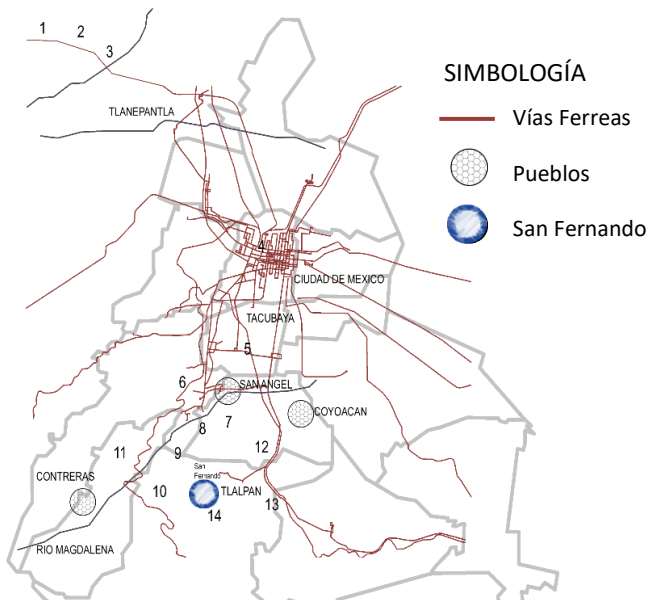 1
2
3
SIMBOLOGÍA
TLANEPANTLA
Vías Ferreas
Pueblos
San Fernando
4
CIUDAD DE MEXICO
TACUBAYA
5
6
SAN ANGEL
7
COYOACAN
8
9
12
11
San
Fernando
CONTRERAS
10
TLALPAN
13
14
RIO MAGDALENA